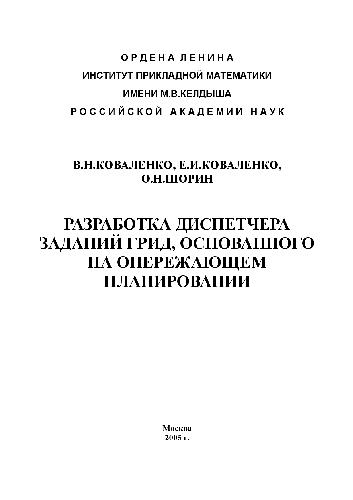 ОРДЕНА ЛЕНИНА
ИНСТИТУТ ПРИКЛАДНОЙ МАТЕМАТИКИ
ИМЕНИ М.В.КЕЛДЫША
РОССИЙСКОЙ АКАДЕМИИ НАУК
В.Н.КОВАЛЕНКО, Е.И.КОВАЛЕНКО,
О.Н.ШОРИН
РАЗРАБОТКА ДИСПЕТЧЕРА
ЗАДАНИЙ ГРИД, ОСНОВАННОГО
НА ОПЕРЕЖАЮЩЕМ
ПЛАНИРОВАНИИ
Москва
2005 г.